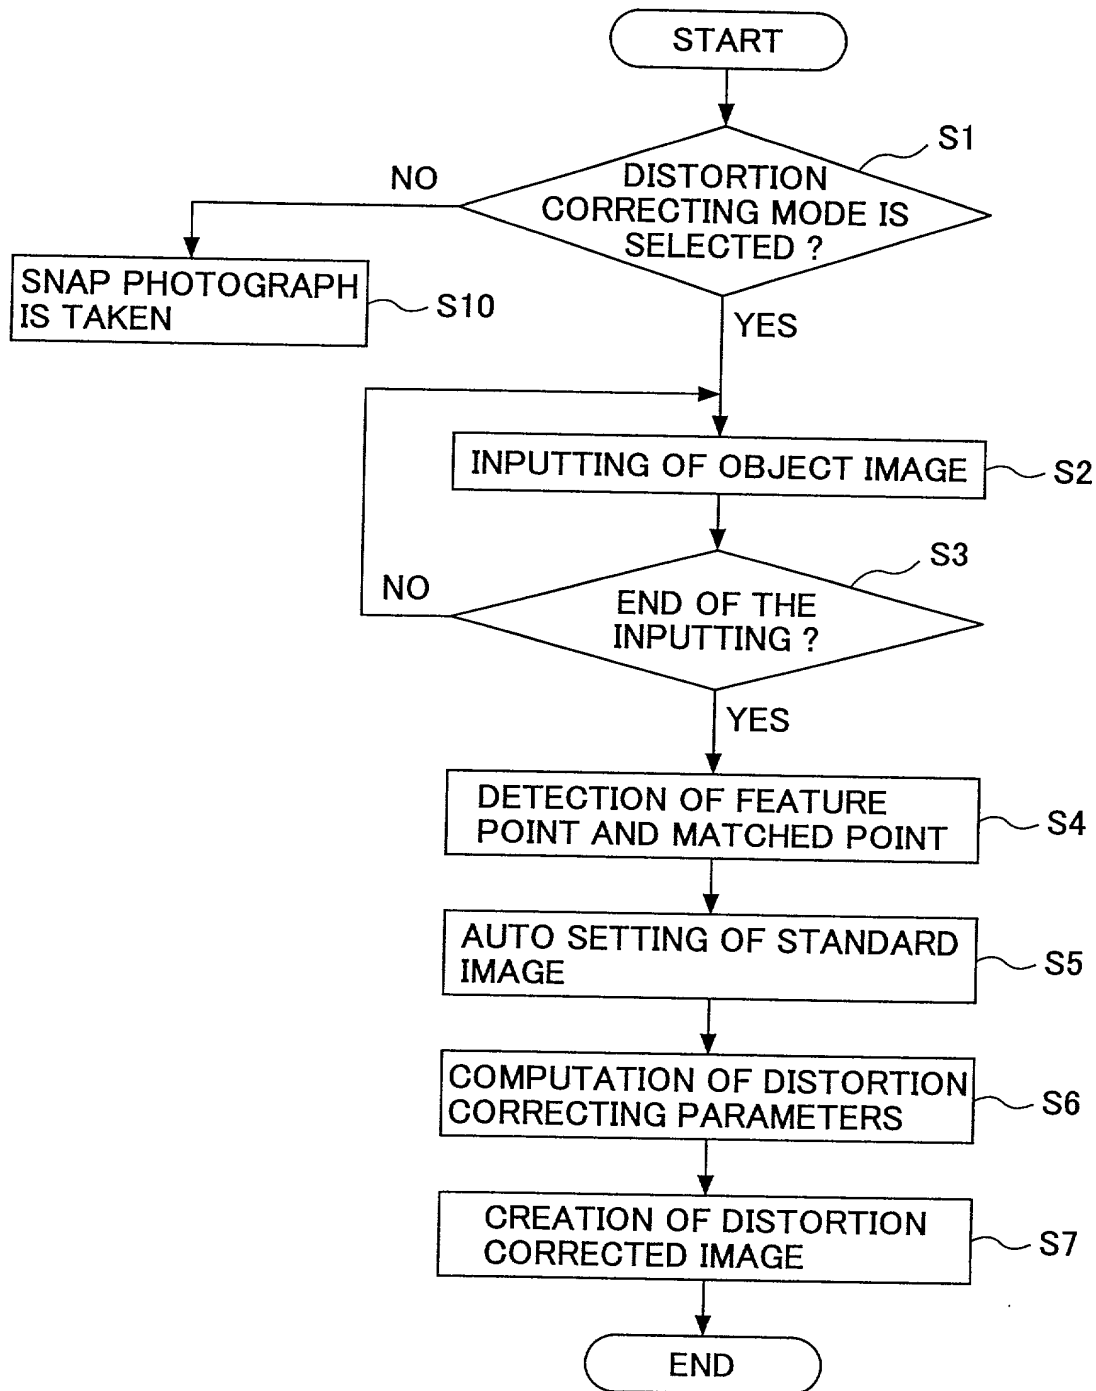 START
S1
NO
DISTORTION
CORRECTING MODE IS
SELECTED ?
SNAP PHOTOGRAPH
IS TAKEN
S10
YES
INPUTTING OF OBJECT IMAGE
S2
S3
NO
END OF THE
INPUTTING ?
YES
DETECTION OF FEATURE
POINT AND MATCHED POINT
S4
AUTO SETTING OF STANDARD
IMAGE
S5
COMPUTATION OF DISTORTION
CORRECTING PARAMETERS
S6
CREATION OF DISTORTION
CORRECTED IMAGE
S7
END